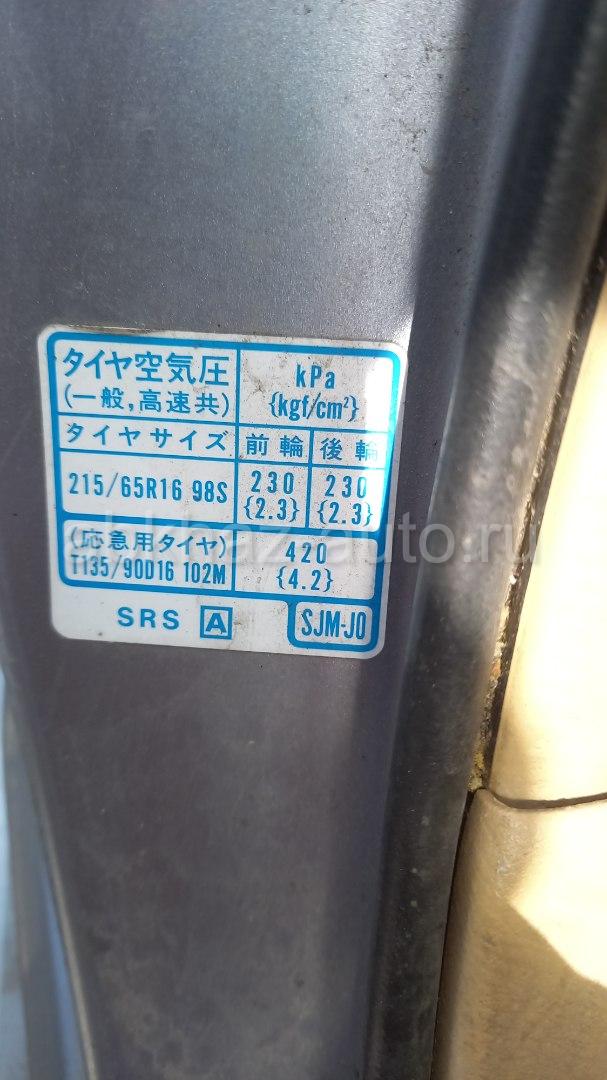 タイヤ空気圧
(一般,高速共)
kPa
{kgf/cm²}
タイヤサイズ 前輪 後輪
215/65R16 98S 230 230
{2.3} {2.3}
(応急用タイヤ)
T135/90D16 102M
420
{4.2}
SRS A SJM-J0
abkhaz-auto.ru